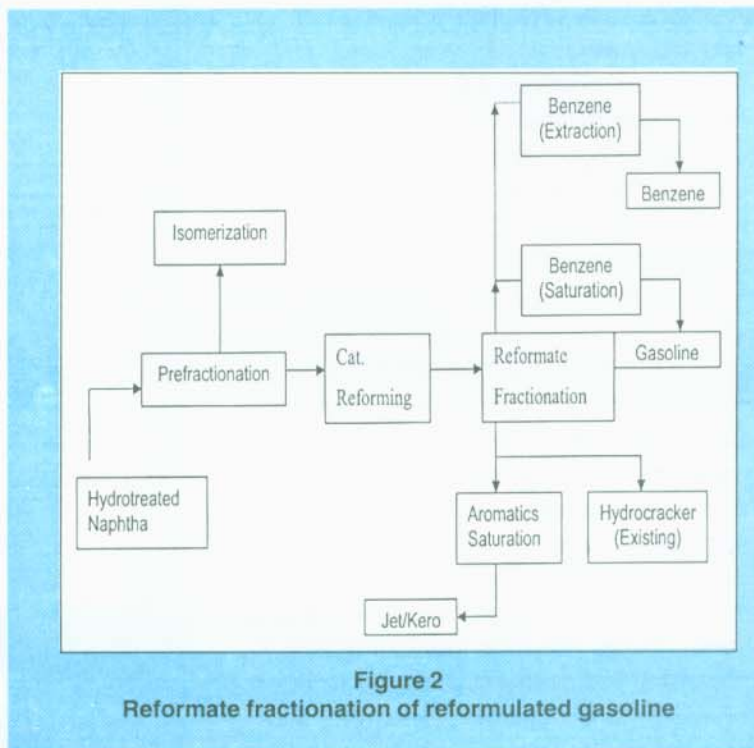 Benzene
(Extraction)
Benzene
Isomerization
Benzene
(Saturation)
Gasoline
Prefractionation
Cat.
Reforming
Reformate
Fractionation
Hydrotreated
Naphtha
Aromatics
Saturation
Hydrocracker
(Existing)
Jet/Kero
Figure 2
Reformate fractionation of reformulated gasoline